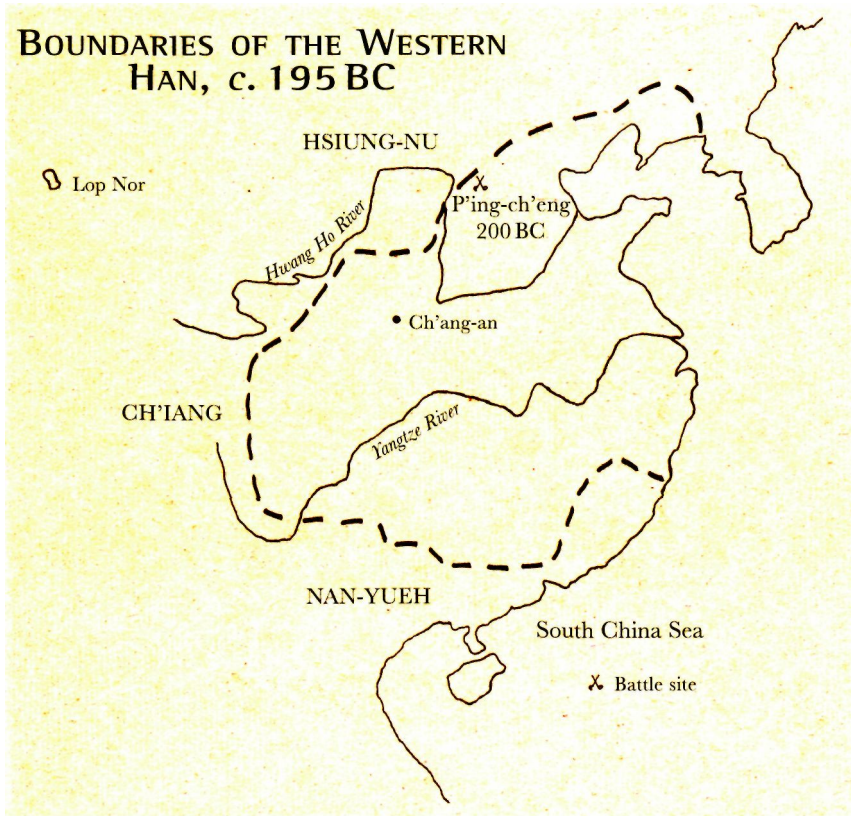 BOUNDARIES OF THE WESTERN
HAN, c. 195 BC
HSIUNG-NU
Lop Nor
P'ing-ch'eng
200 BC
Hwang Ho River
Ch'ang-an
CH'IANG
Yangtze River
NAN-YUEH
South China Sea
Battle site